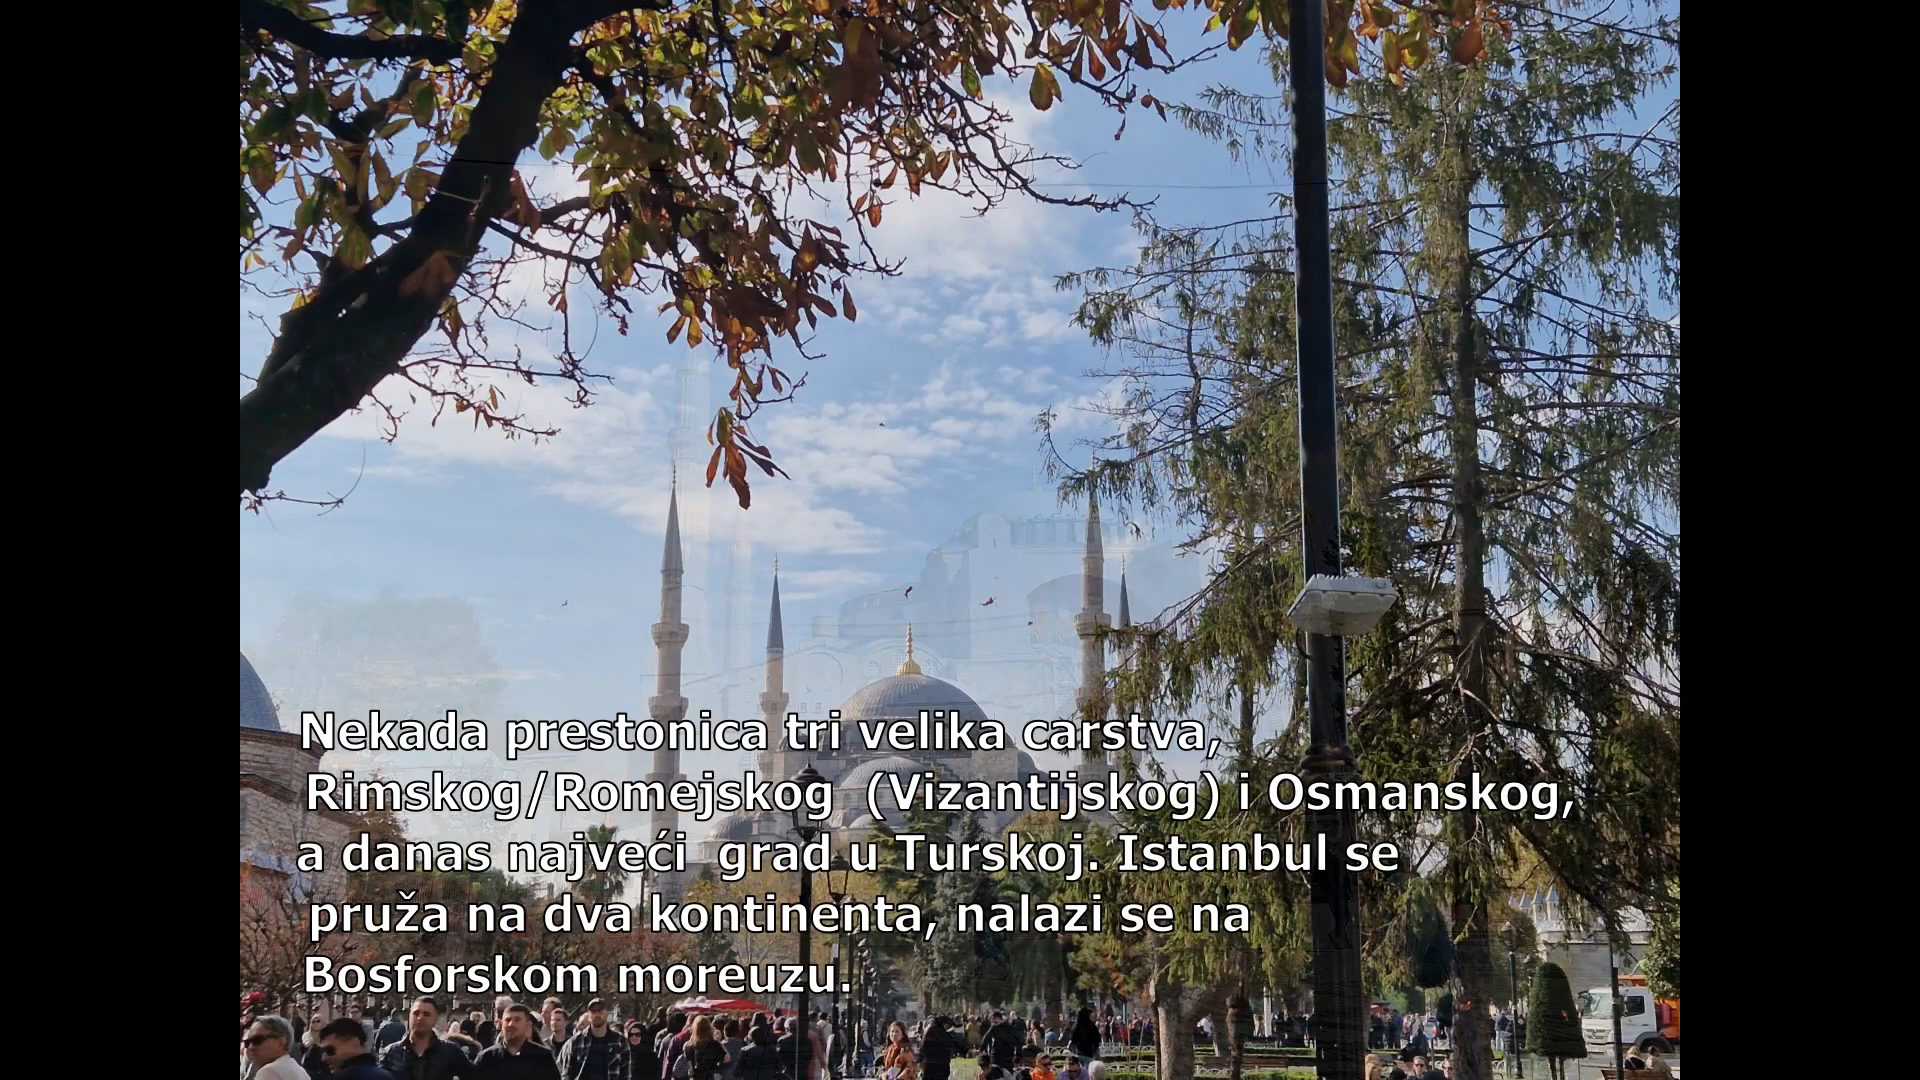 Nekada prestonica tri velika carstva,
Rimskog/Romejskog (Vizantijskog) i Osmanskog,
a danas najveći grad u Turskoj. Istanbul se
pruža na dva kontinenta, nalazi se na
Bosforskom moreuzu.